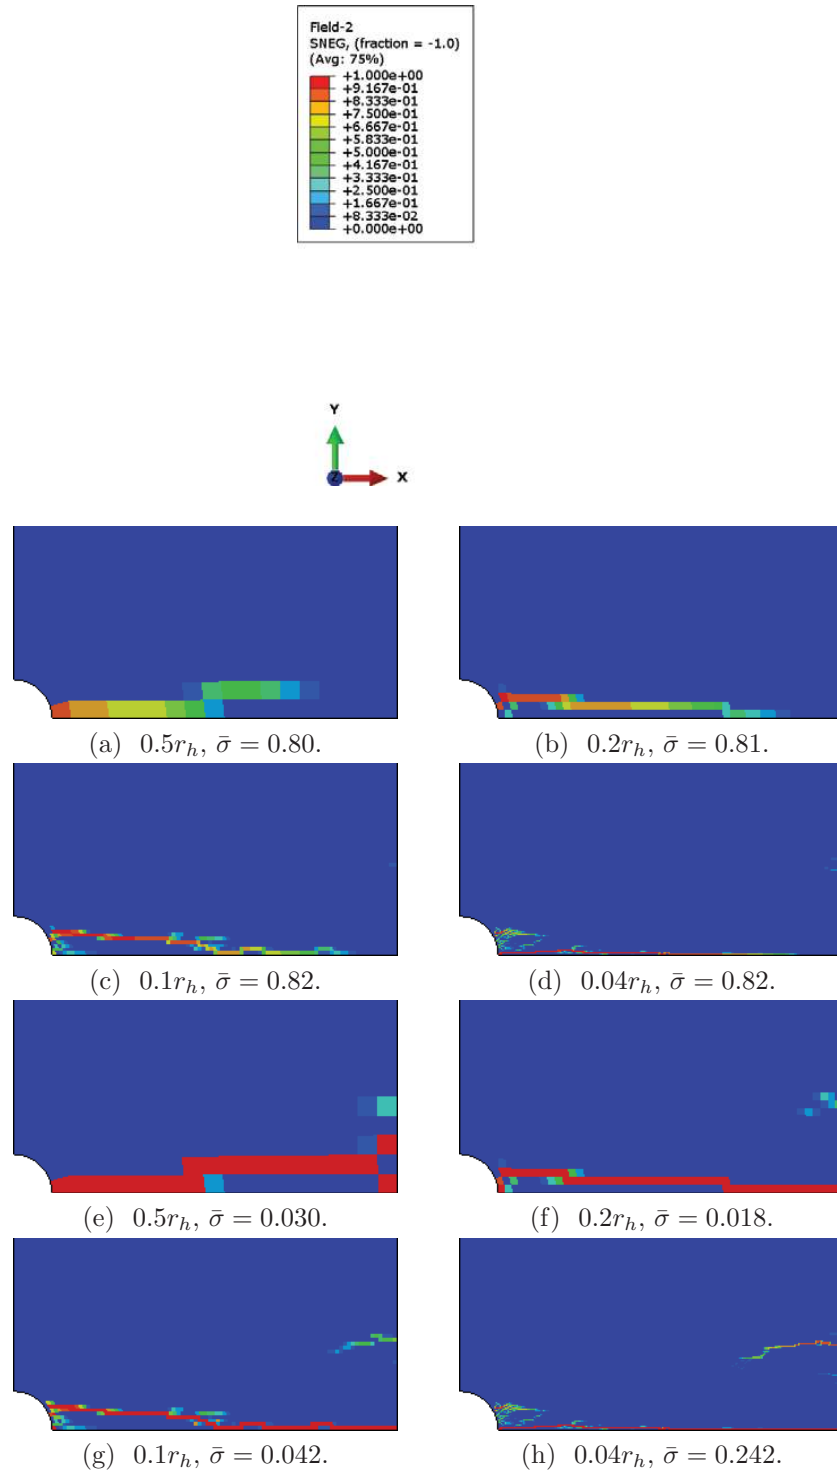 Field-2
SNEG, (fraction = -1.0)
(Avg: 75%)
+1.000e+00
+9.167e-01
+8.333e-01
+7.500e-01
+6.667e-01
+5.833e-01
+5.000e-01
+4.167e-01
+3.333e-01
+2.500e-01
+1.667e-01
+8.333e-02
+0.000e+00
Y
Z X
(a) 0.5r_h, σ̄ = 0.80.
(b) 0.2r_h, σ̄ = 0.81.
(c) 0.1r_h, σ̄ = 0.82.
(d) 0.04r_h, σ̄ = 0.82.
(e) 0.5r_h, σ̄ = 0.030.
(f) 0.2r_h, σ̄ = 0.018.
(g) 0.1r_h, σ̄ = 0.042.
(h) 0.04r_h, σ̄ = 0.242.